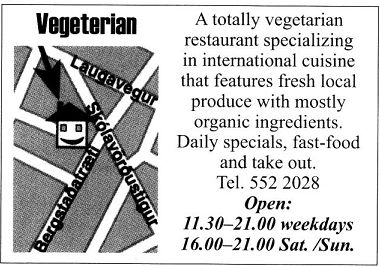 Vegeterian
Laugavegur
Skólavörðustigur
Bergstaðatræti
A totally vegetarian
restaurant specializing
in international cuisine
that features fresh local
produce with mostly
organic ingredients.
Daily specials, fast-food
and take out.
Tel. 552 2028
Open:
11.30–21.00 weekdays
16.00–21.00 Sat. /Sun.